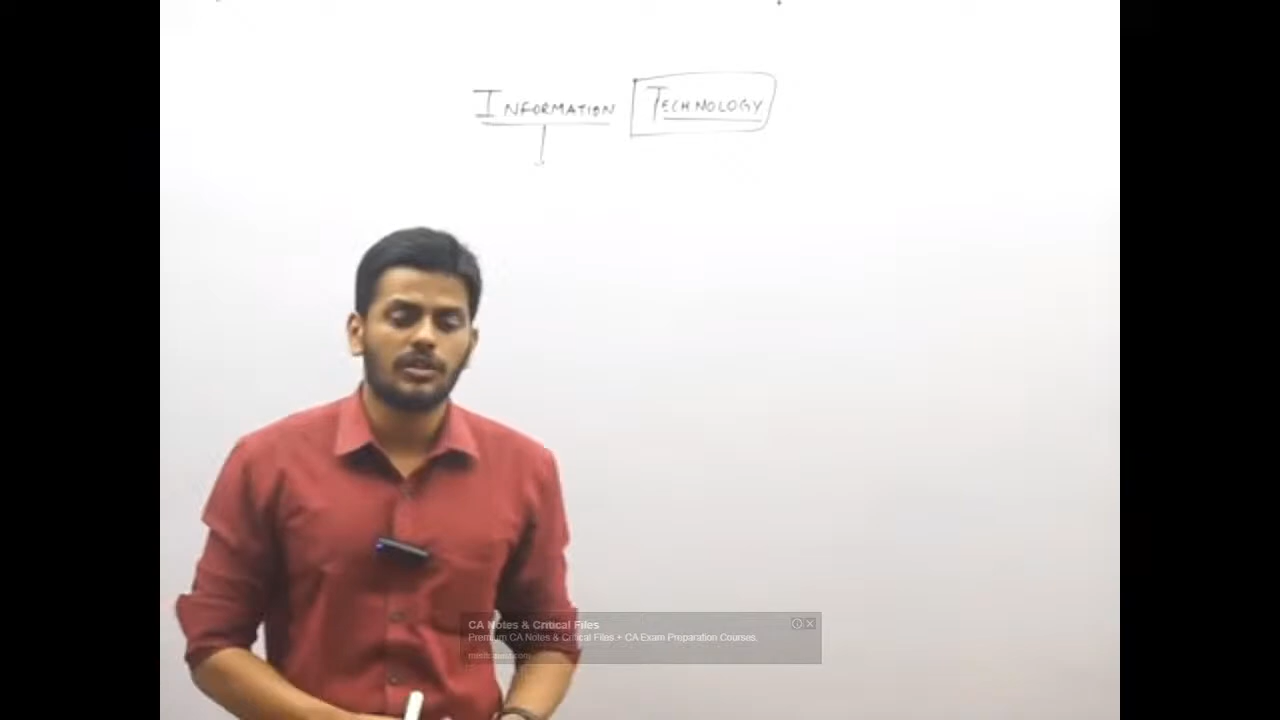 INFORMATION TECHNOLOGY
CA Notes & Critical Files
Premium CA Notes & Critical Files + CA Exam Preparation Courses.